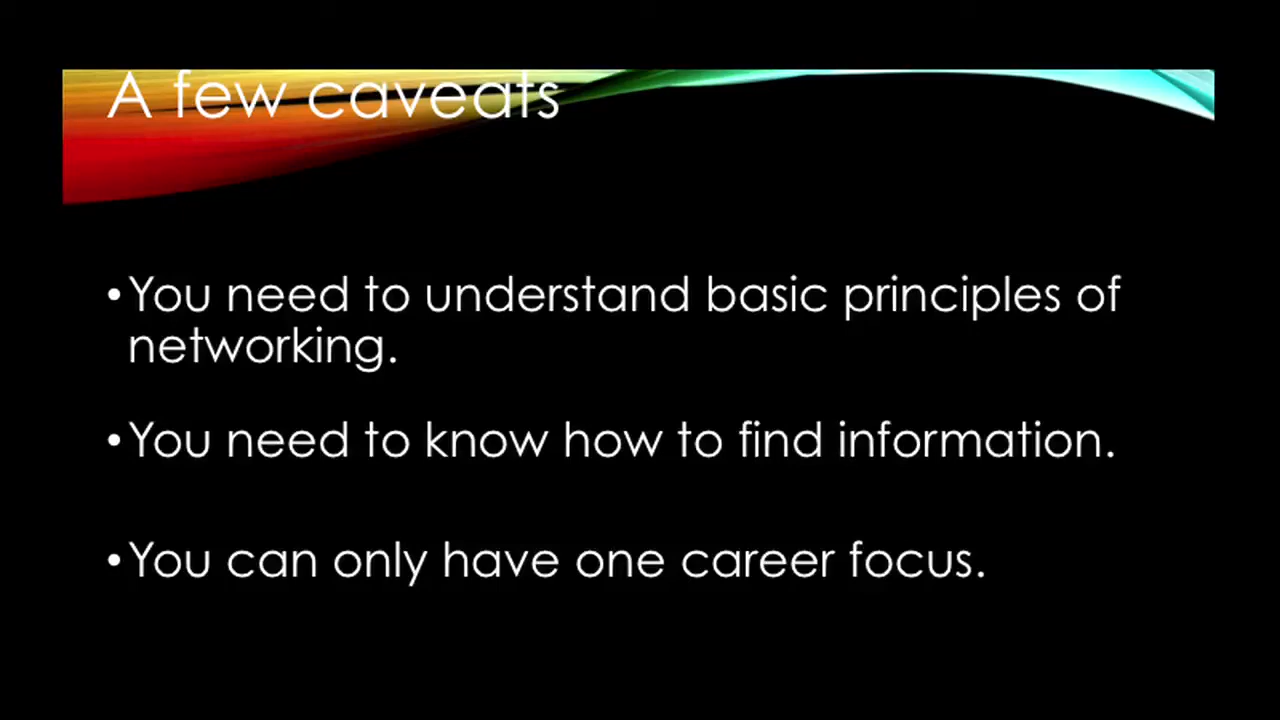 A few caveats
•You need to understand basic principles of
networking.
•You need to know how to find information.
•You can only have one career focus.